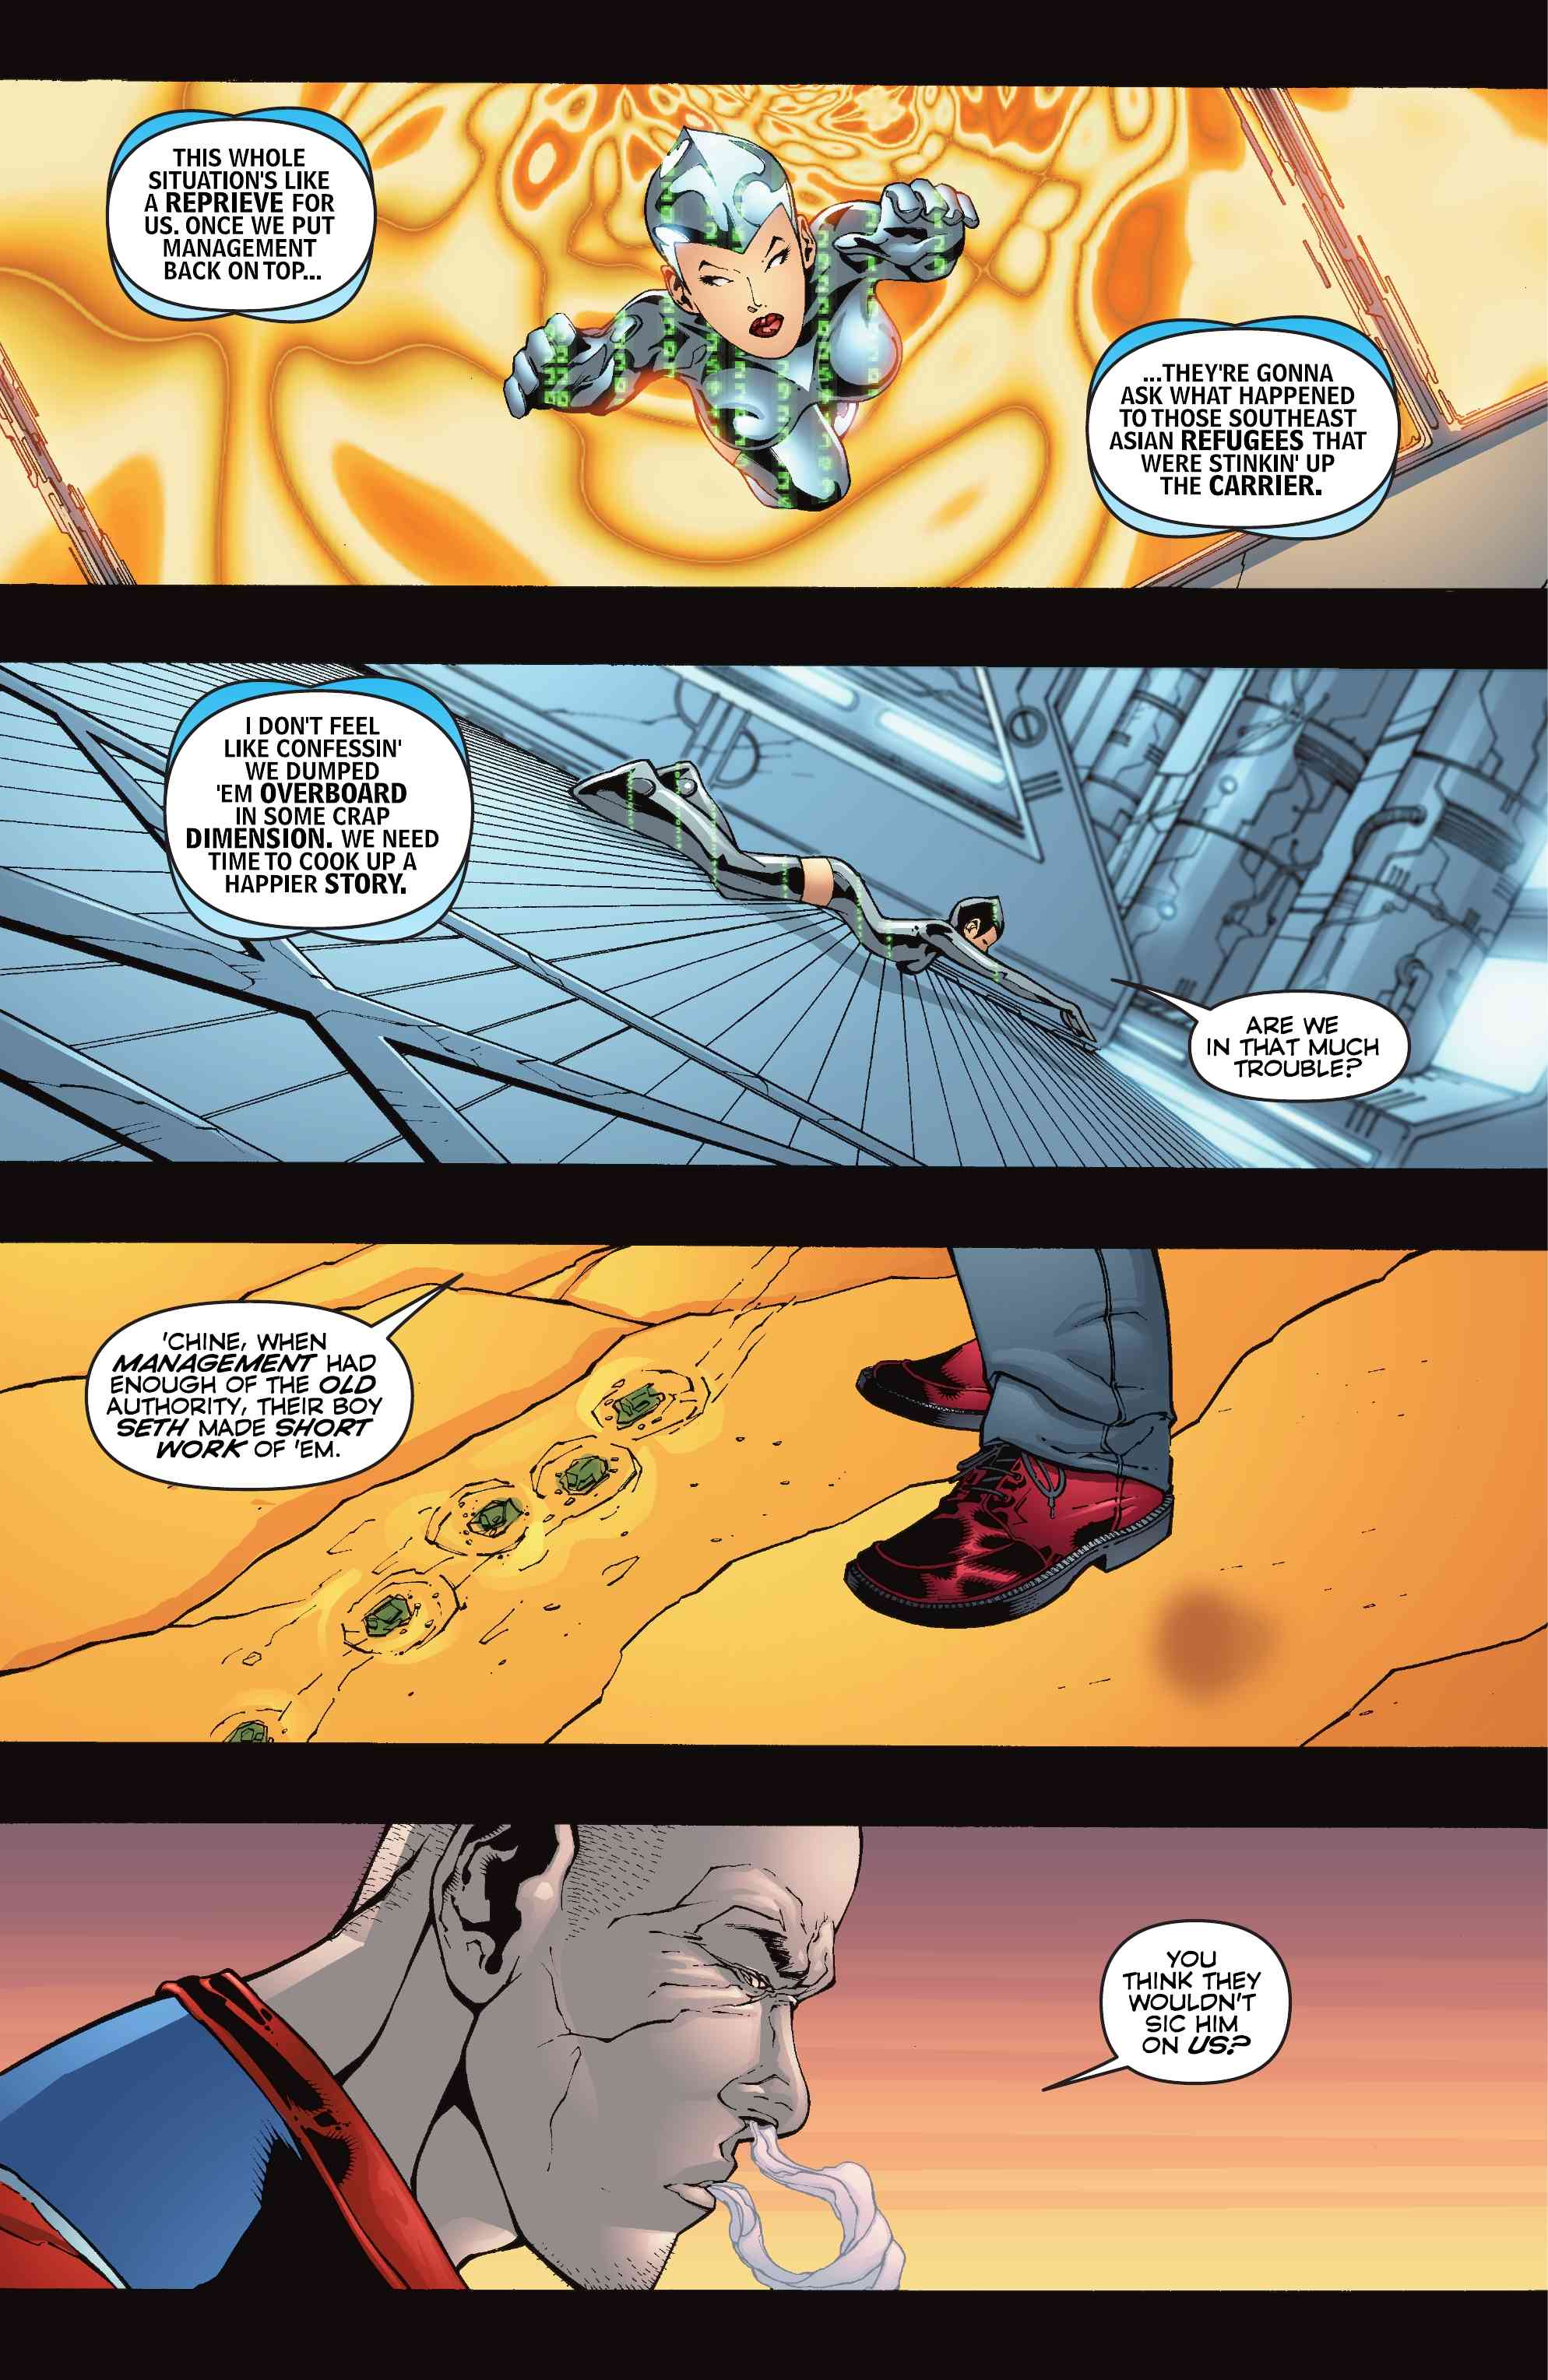 THIS WHOLE
SITUATION'S LIKE
A REPRIEVE FOR
US. ONCE WE PUT
MANAGEMENT
BACK ON TOP...
...THEY'RE GONNA
ASK WHAT HAPPENED
TO THOSE SOUTHEAST
ASIAN REFUGEES THAT
WERE STINKIN' UP
THE CARRIER.
I DON'T FEEL
LIKE CONFESSIN'
WE DUMPED
'EM OVERBOARD
IN SOME CRAP
DIMENSION. WE NEED
TIME TO COOK UP A
HAPPIER STORY.
ARE WE
IN THAT MUCH
TROUBLE?
'CHINE, WHEN
MANAGEMENT HAD
ENOUGH OF THE OLD
AUTHORITY, THEIR BOY
SETH MADE SHORT
WORK OF 'EM.
YOU
THINK THEY
WOULDN'T
SIC HIM
ON US?